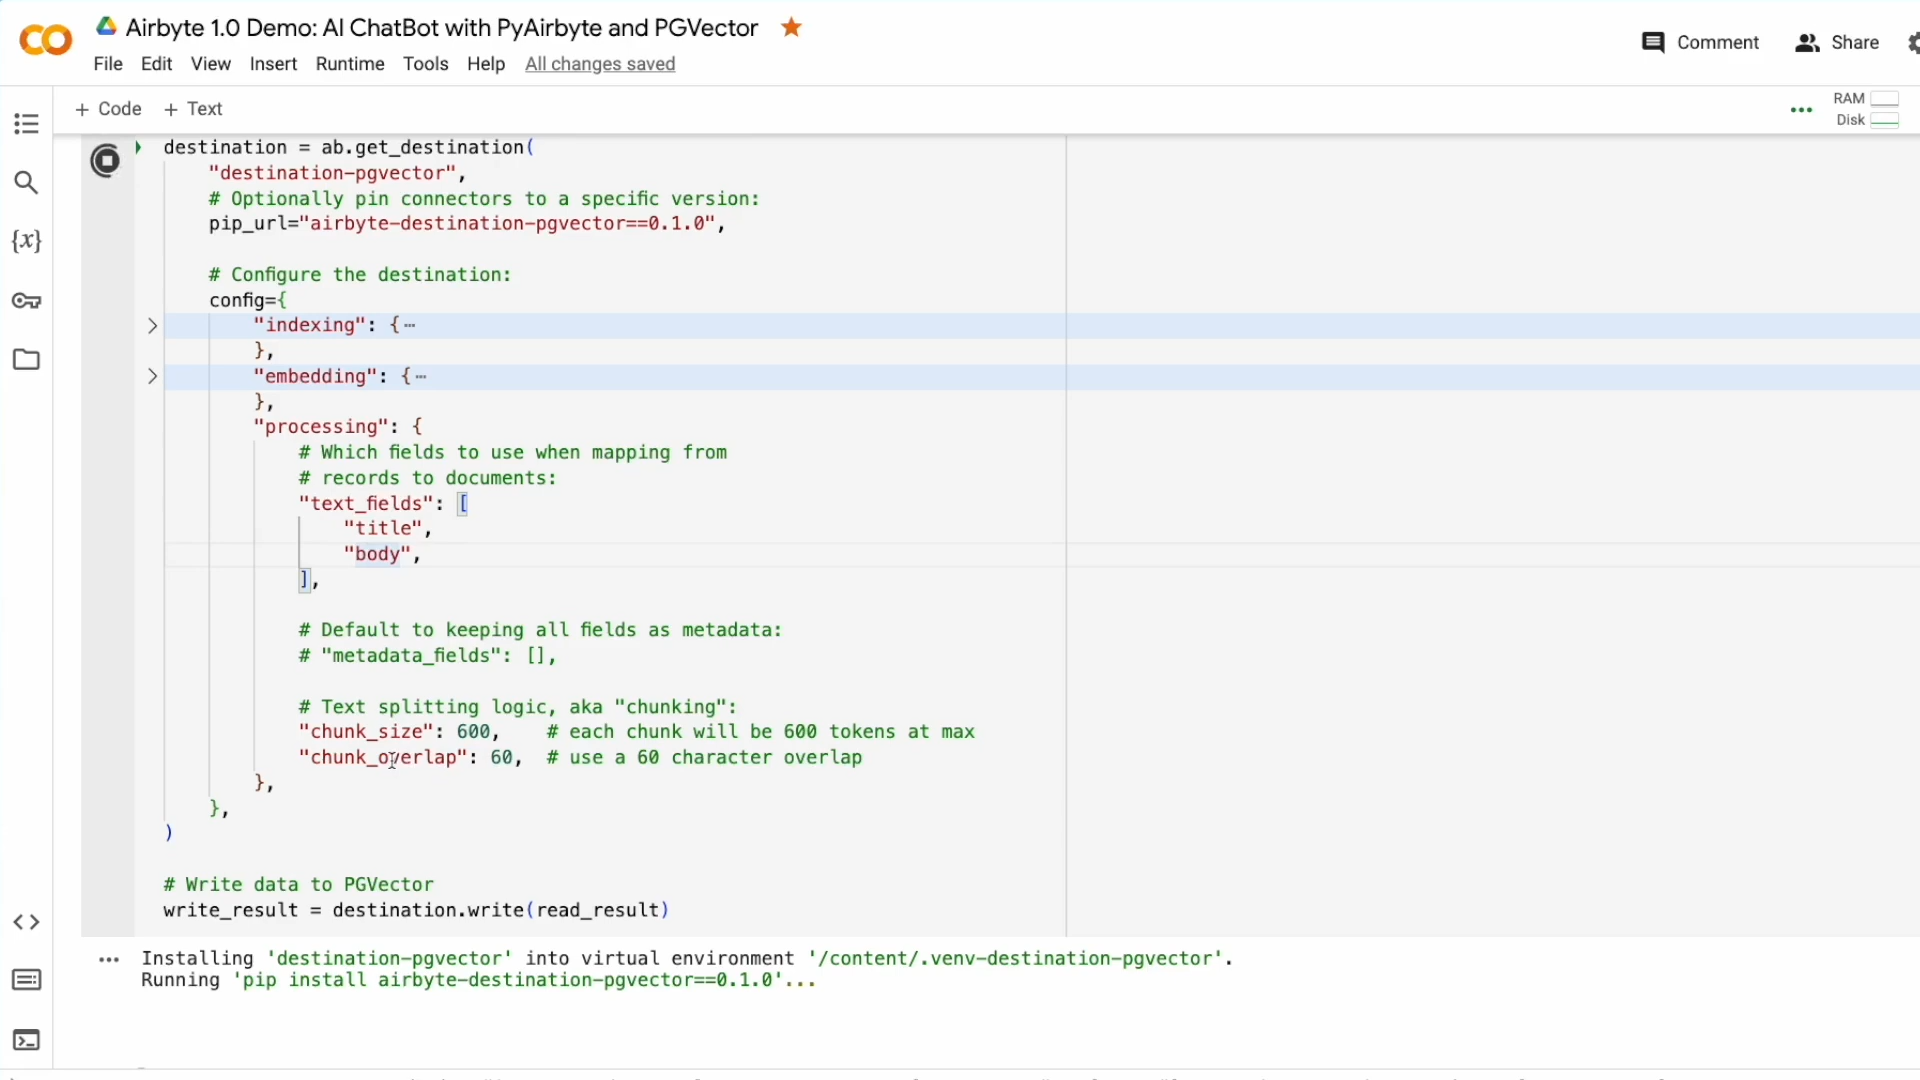 Airbyte 1.0 Demo: AI ChatBot with PyAirbyte and PGVector
Comment
Share
File Edit View Insert Runtime Tools Help All changes saved
+ Code + Text
RAM
Disk
destination = ab.get_destination(
"destination-pgvector",
# Optionally pin connectors to a specific version:
pip_url="airbyte-destination-pgvector==0.1.0",
# Configure the destination:
config={
"indexing": {⋯
},
"embedding": {⋯
},
"processing": {
# Which fields to use when mapping from
# records to documents:
"text_fields": [
"title",
"body",
],
# Default to keeping all fields as metadata:
# "metadata_fields": [],
# Text splitting logic, aka "chunking":
"chunk_size": 600, # each chunk will be 600 tokens at max
"chunk_overlap": 60, # use a 60 character overlap
},
},
)
# Write data to PGVector
write_result = destination.write(read_result)
Installing 'destination-pgvector' into virtual environment '/content/.venv-destination-pgvector'.
Running 'pip install airbyte-destination-pgvector==0.1.0'...